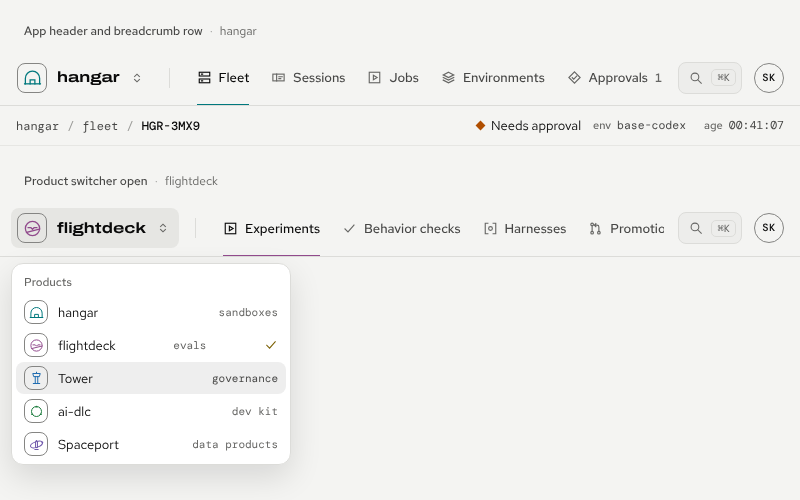 App header and breadcrumb row · hangar
hangar Fleet Sessions Jobs Environments Approvals 1 ⌘K SK
hangar / fleet / HGR-3MX9 Needs approval env base-codex age 00:41:07
Product switcher open · flightdeck
flightdeck Experiments Behavior checks Harnesses Promotic ⌘K SK
Products
hangar sandboxes
flightdeck evals
Tower governance
ai-dlc dev kit
Spaceport data products